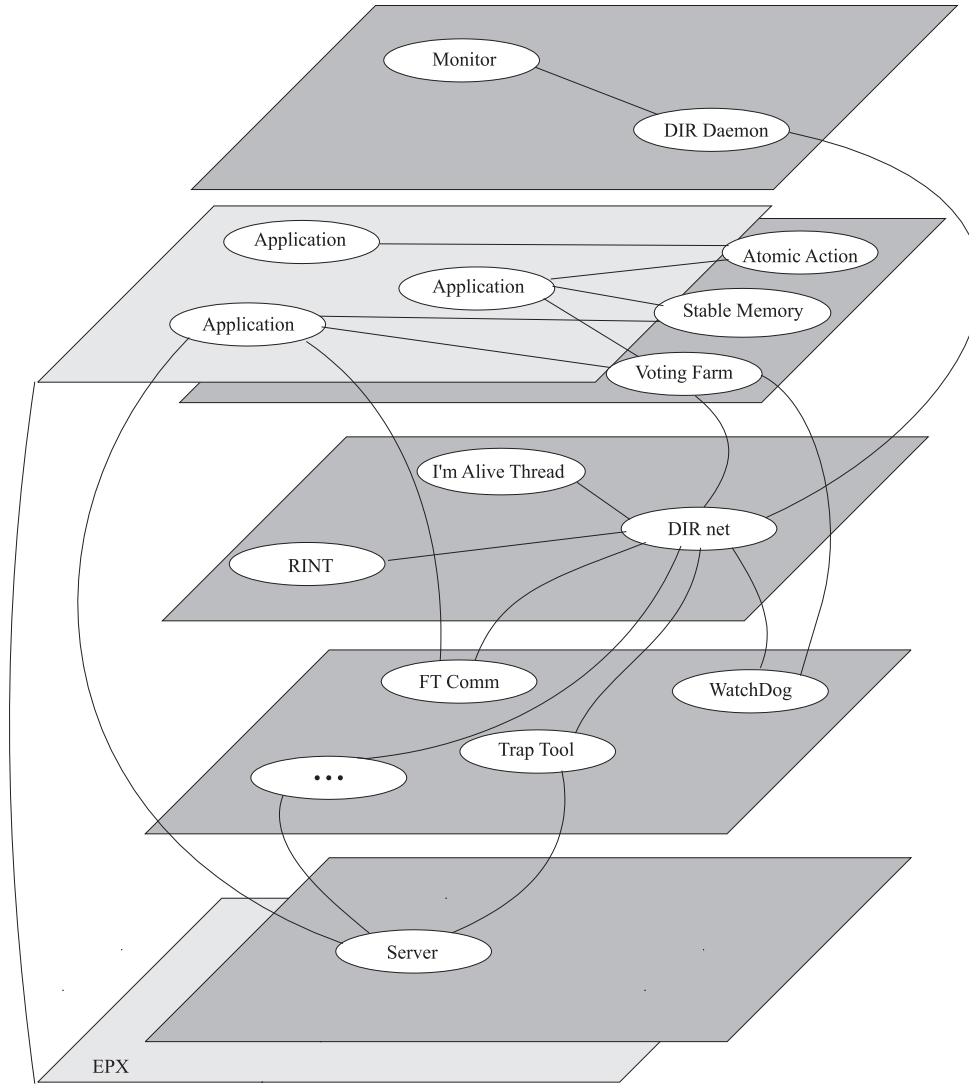 Monitor
DIR Daemon
Application
Atomic Action
Application
Stable Memory
Application
Voting Farm
I'm Alive Thread
DIR net
RINT
FT Comm
WatchDog
Trap Tool
...
Server
EPX